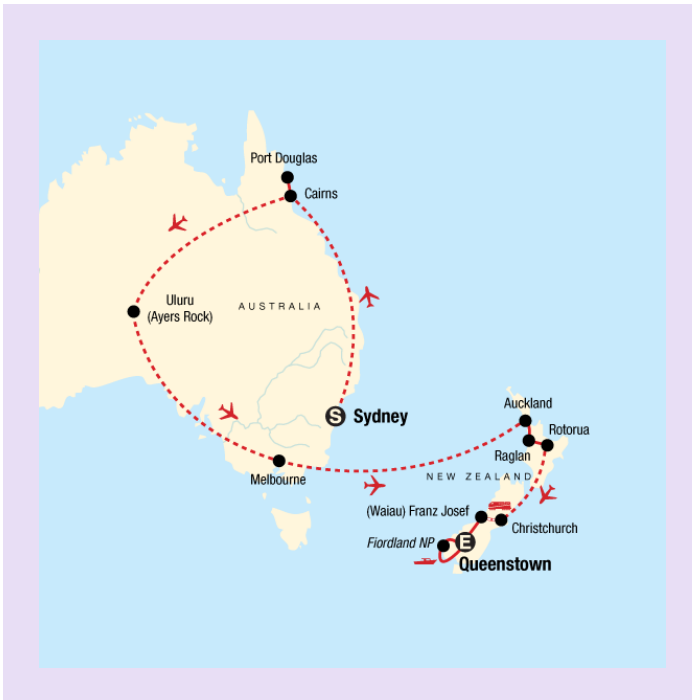 Port Douglas
Cairns
Uluru
(Ayers Rock)
AUSTRALIA
S Sydney
Auckland
Rotorua
Raglan
Melbourne
NEW ZEALAND
(Waiau) Franz Josef
Christchurch
Fiordland NP
E
Queenstown